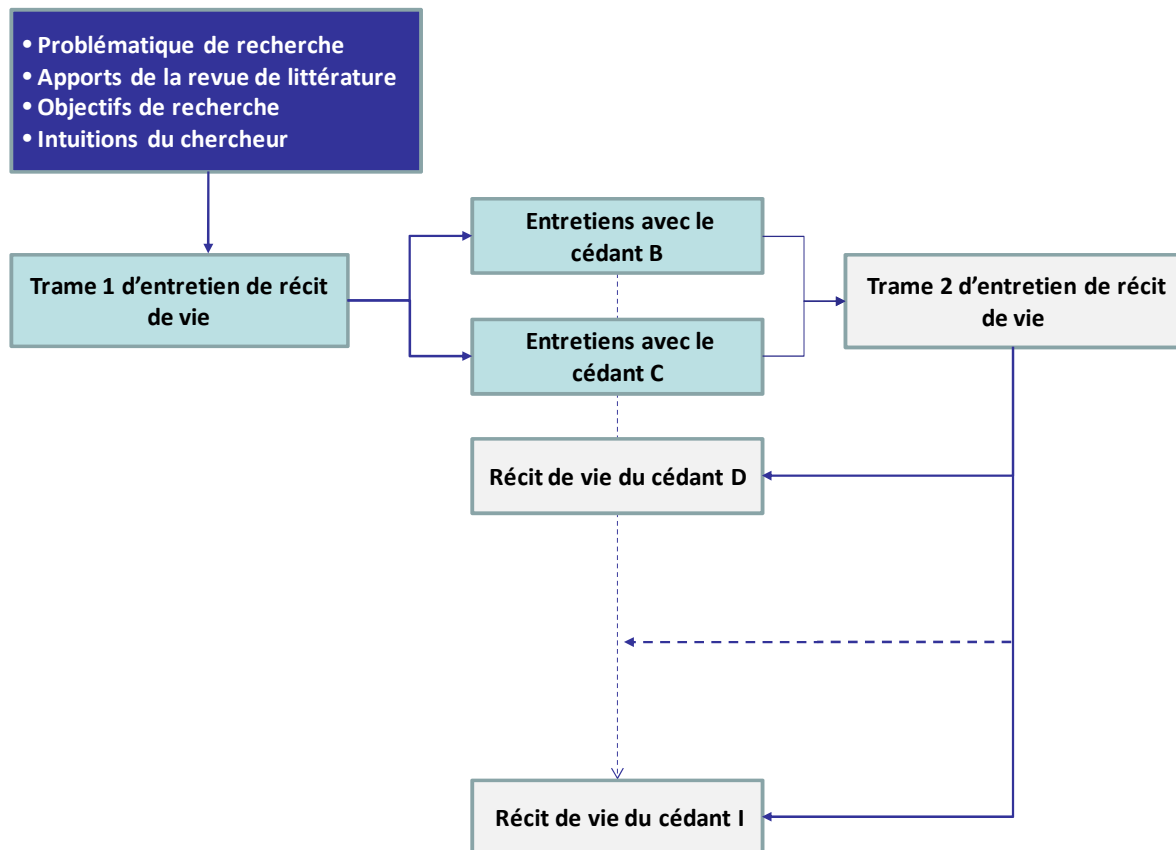 • Problématique de recherche
• Apports de la revue de littérature
• Objectifs de recherche
• Intuitions du chercheur
Trame 1 d’entretien de récit
de vie
Entretiens avec le
cédant B
Entretiens avec le
cédant C
Trame 2 d’entretien de récit
de vie
Récit de vie du cédant D
Récit de vie du cédant I